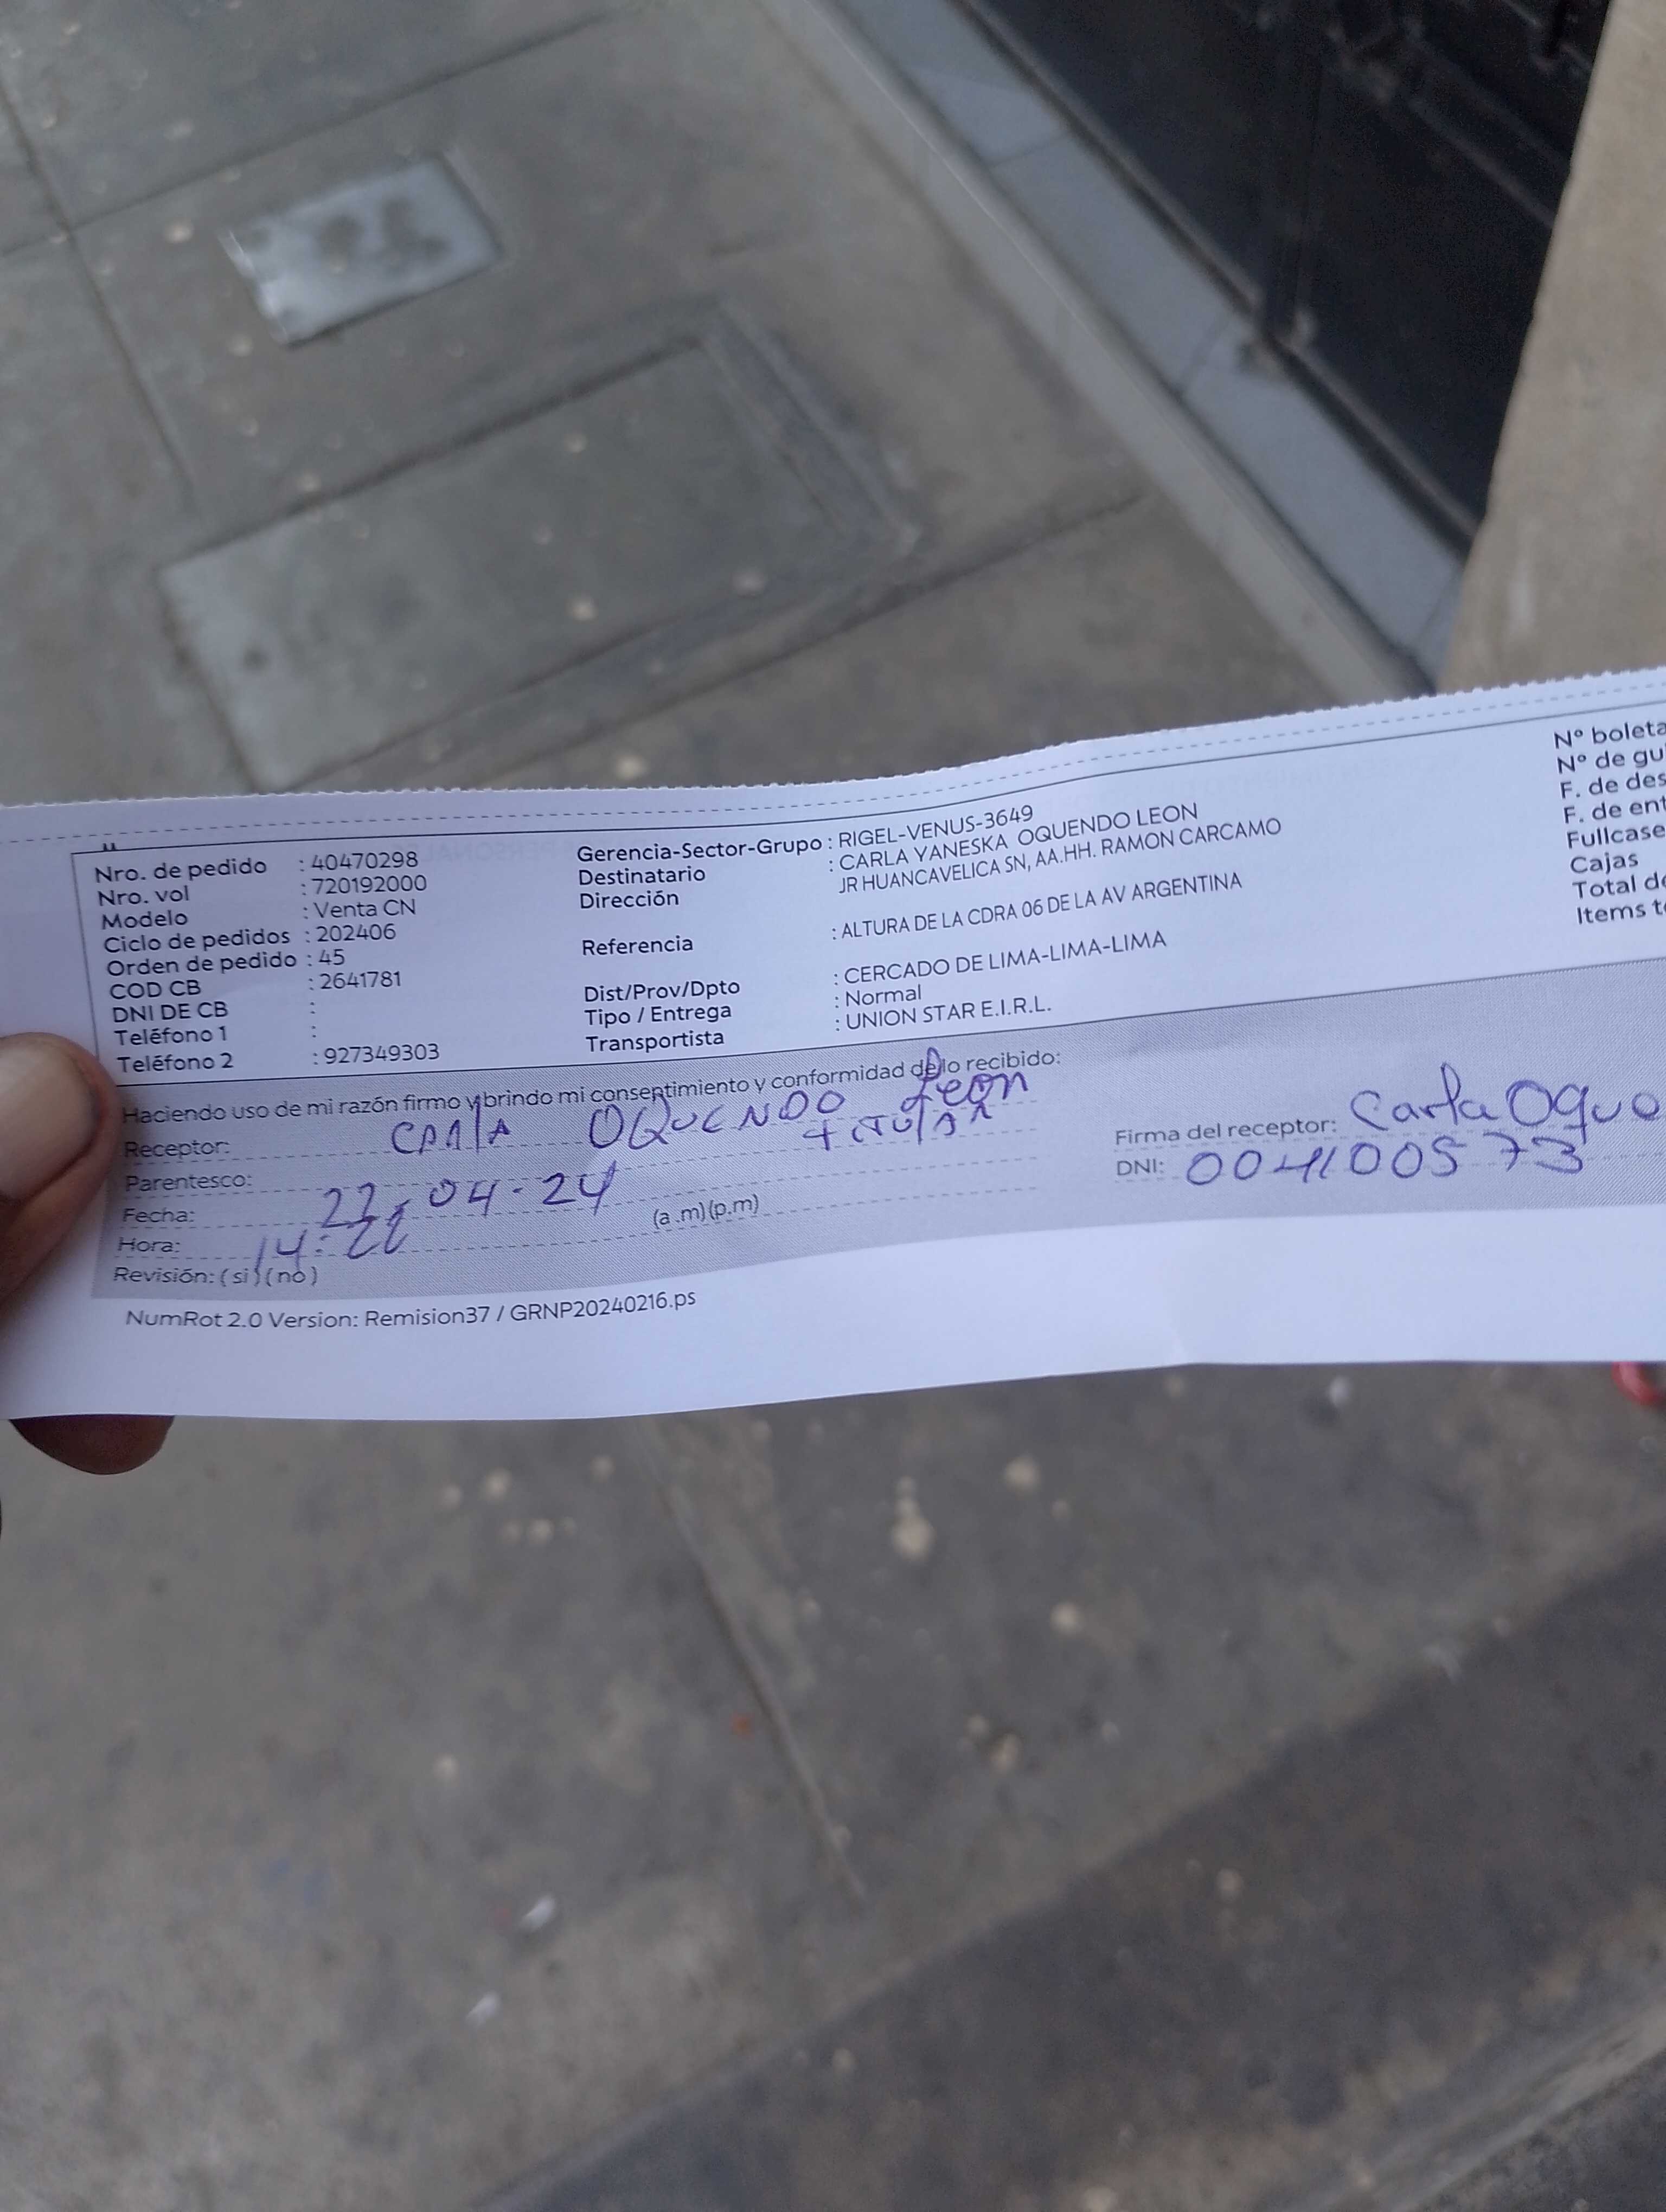 Nro. de pedido : 40470298
Nro. vol : 720192000
Modelo : Venta CN
Ciclo de pedidos : 202406
Orden de pedido : 45
COD CB : 2641781
DNI DE CB :
Teléfono 1 :
Teléfono 2 : 927349303
Gerencia-Sector-Grupo : RIGEL-VENUS-3649
Destinatario : CARLA YANESKA OQUENDO LEON
Dirección JR HUANCAVELICA SN, AA.HH. RAMON CARCAMO
Referencia : ALTURA DE LA CDRA 06 DE LA AV ARGENTINA
Dist/Prov/Dpto : CERCADO DE LIMA-LIMA-LIMA
Tipo / Entrega : Normal
Transportista : UNION STAR E.I.R.L.
Nº boleta
Nº de gu
F. de des
F. de ent
Fullcase
Cajas
Total de
Items t
Haciendo uso de mi razón firmo y brindo mi consentimiento y conformidad de lo recibido:
Receptor: CARLA OQUENDO Leon
Parentesco: titular
Fecha: 22-04-24
Hora: 14:22 (a.m)(p.m)
Revisión: (si)(no)
Firma del receptor: Carla Oque
DNI: 004100573
NumRot 2.0 Version: Remision37 / GRNP20240216.ps